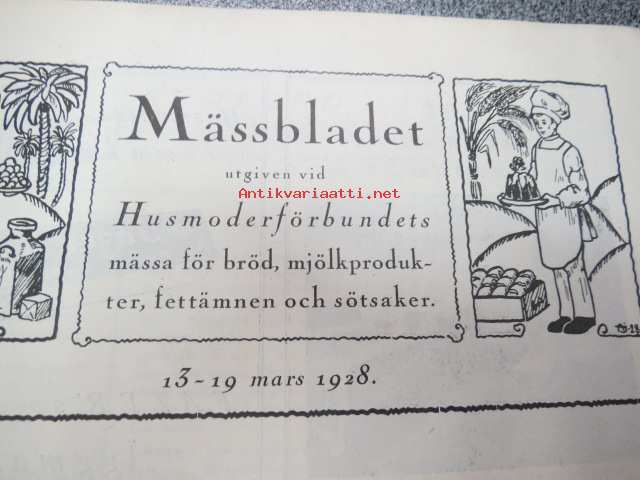 Mässbladet
utgiven vid
Antikvariaatti.net
Husmoderförbundets
mässa för bröd, mjölkproduk-
ter, fettämnen och sötsaker.
13-19 mars 1928.